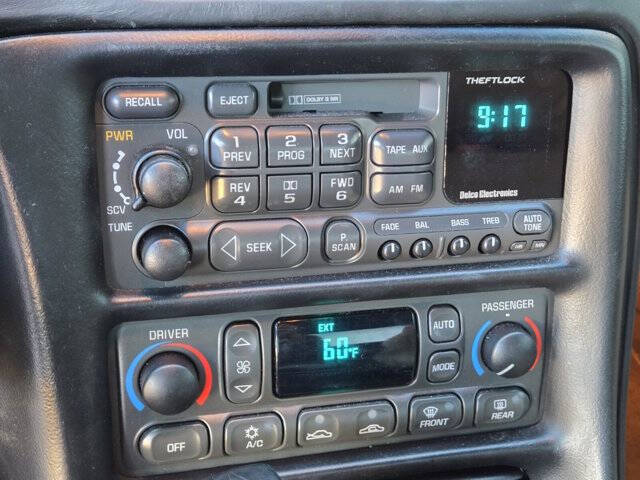 THEFTLOCK
RECALL
EJECT
DOLBY B NR
9:17
PWR
VOL
1 PREV
2 PROG
3 NEXT
TAPE AUX
REV 4
5
FWD 6
AM FM
Delco Electronics
SCV
TUNE
SEEK
P. SCAN
FADE BAL BASS TREB
AUTO TONE
HR MN
DRIVER
EXT
60°F
AUTO
MODE
PASSENGER
OFF
A/C
FRONT
REAR